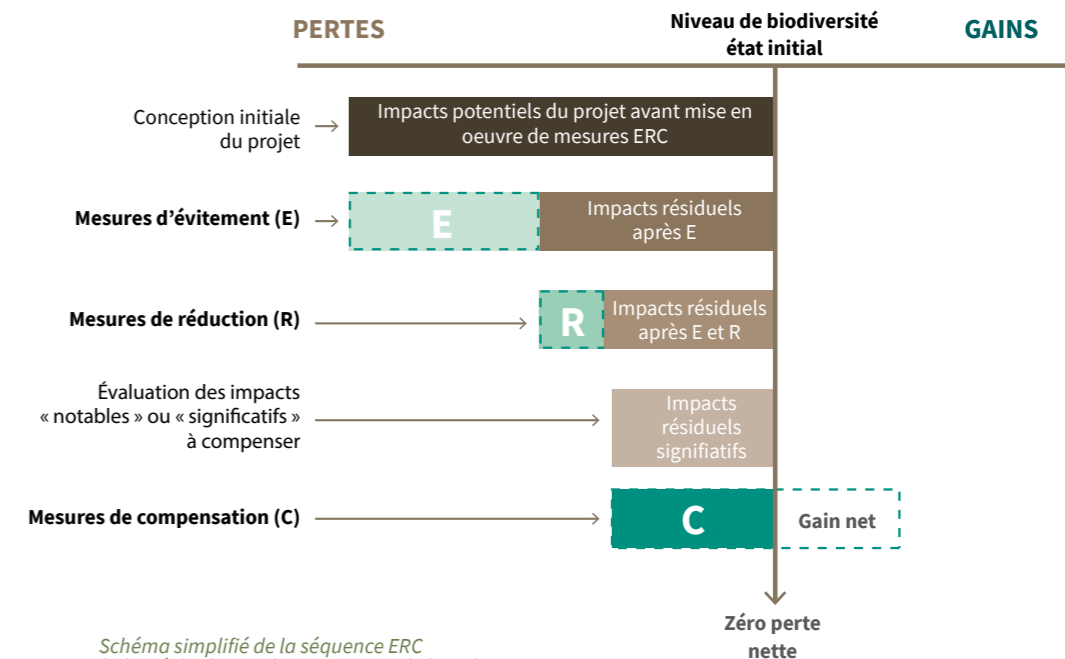 PERTES
Niveau de biodiversité
état initial
GAINS
Conception initiale
du projet
Impacts potentiels du projet avant mise en
oeuvre de mesures ERC
Mesures d’évitement (E)
E
Impacts résiduels
après E
Mesures de réduction (R)
R
Impacts résiduels
après E et R
Évaluation des impacts
« notables » ou « significatifs »
à compenser
Impacts
résiduels
signifiatifs
Mesures de compensation (C)
C
Gain net
Zéro perte
nette
Schéma simplifié de la séquence ERC